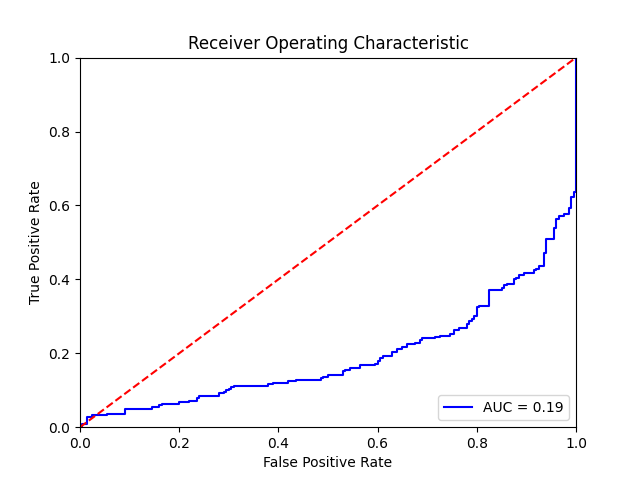 Receiver Operating Characteristic
True Positive Rate
1.0
0.8
0.6
0.4
0.2
0.0
AUC = 0.19
0.0 0.2 0.4 0.6 0.8 1.0
False Positive Rate